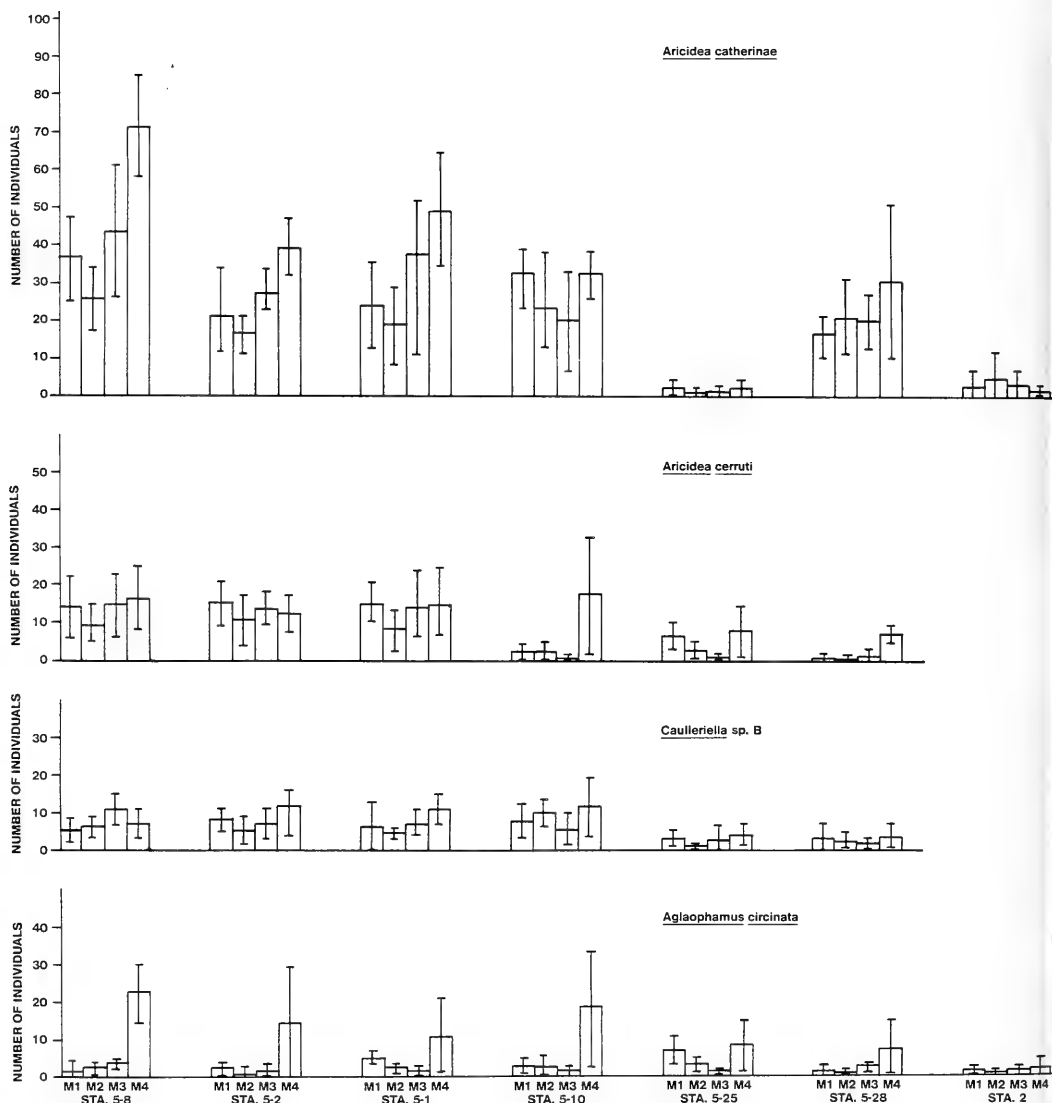 Aricidea catherinae
NUMBER OF INDIVIDUALS
100
90
80
70
60
50
40
30
20
10
0
Aricidea cerruti
NUMBER OF INDIVIDUALS
50
40
30
20
10
0
Caulleriella sp. B
NUMBER OF INDIVIDUALS
30
20
10
0
Aglaophamus circinata
NUMBER OF INDIVIDUALS
40
30
20
10
0
M1 M2 M3 M4 M1 M2 M3 M4 M1 M2 M3 M4 M1 M2 M3 M4 M1 M2 M3 M4 M1 M2 M3 M4 M1 M2 M3 M4
STA. 5-8 STA. 5-2 STA. 5-1 STA. 5-10 STA. 5-25 STA. 5-28 STA. 2